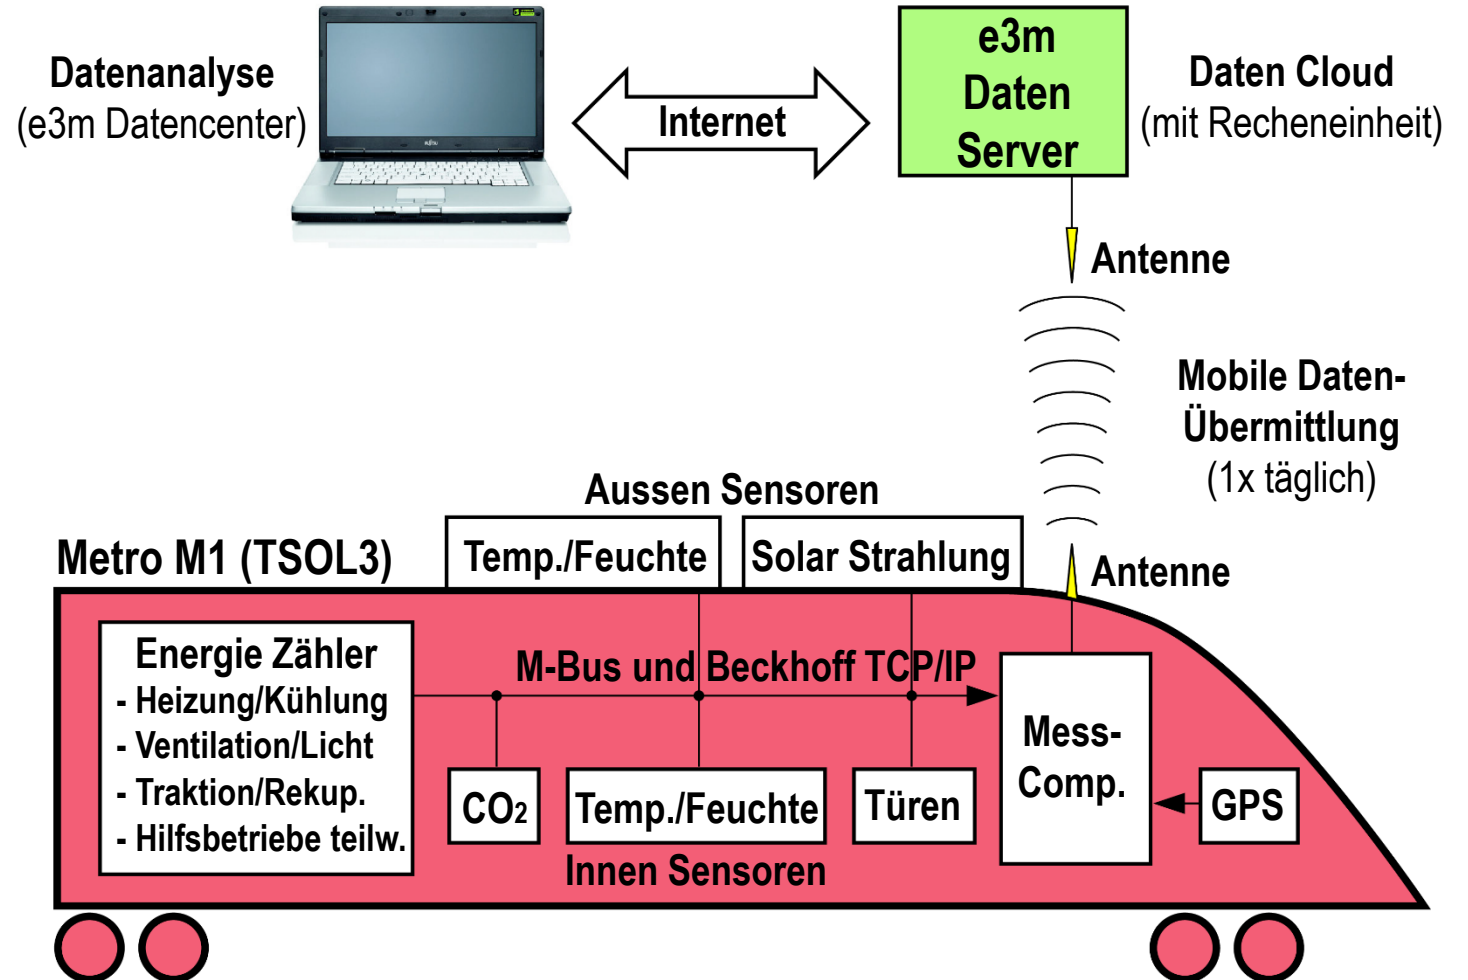 Datenanalyse
(e3m Datencenter)
FUJITSU
Internet
e3m
Daten
Server
Daten Cloud
(mit Recheneinheit)
Antenne
Mobile Daten-
Übermittlung
(1x täglich)
Aussen Sensoren
Metro M1 (TSOL3)
Temp./Feuchte
Solar Strahlung
Antenne
Energie Zähler
- Heizung/Kühlung
- Ventilation/Licht
- Traktion/Rekup.
- Hilfsbetriebe teilw.
M-Bus und Beckhoff TCP/IP
CO2
Temp./Feuchte
Türen
Innen Sensoren
Mess-
Comp.
GPS